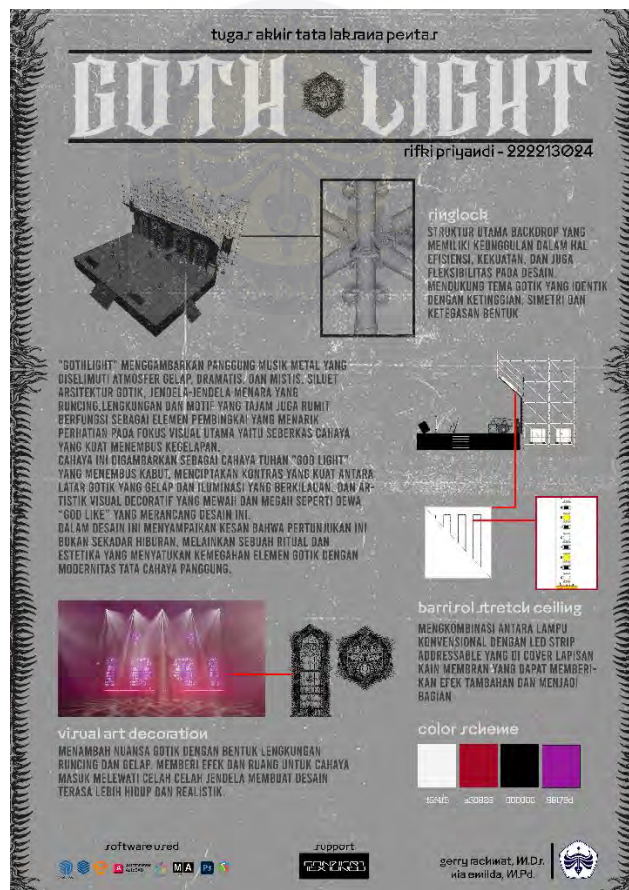 tugas akhir tata laksana pentas
GOTH LIGHT
rifki priyandi - 222213024
ringlock
STRUKTUR UTAMA BACKDROP YANG
MEMILIKI KEUNGGULAN DALAM HAL
EFISIENSI, KEKUATAN, DAN JUGA
FLEKSIBILITAS PADA DESAIN.
MENDUKUNG TEMA GOTIK YANG IDENTIK
DENGAN KETINGGIAN, SIMETRI DAN
KETEGASAN BENTUK
"GOTHLIGHT" MENGGAMBARKAN PANGGUNG MUSIK METAL YANG
DISELIMUTI ATMOSFER GELAP, DRAMATIS, DAN MISTIS. SILUET
ARSITEKTUR GOTIK, JENDELA-JENDELA MENARA YANG
RUNCING,LENGKUNGAN DAN MOTIF YANG TAJAM JUGA RUMIT
BERFUNGSI SEBAGAI ELEMEN PEMBINGKAI YANG MENARIK
PERHATIAN PADA FOKUS VISUAL UTAMA YAITU SEBERKAS CAHAYA
YANG KUAT MENEMBUS KEGELAPAN.
CAHAYA INI DIGAMBARKAN SEBAGAI CAHAYA TUHAN "GOD LIGHT"
YANG MENEMBUS KABUT, MENCIPTAKAN KONTRAS YANG KUAT ANTARA
LATAR GOTIK YANG GELAP DAN ILUMINASI YANG BERKILAUAN. DAN AR-
TISTIK VISUAL DECORATIF YANG MEWAH DAN MEGAH SEPERTI DEWA
"GOD LIKE" YANG MERANCANG DESAIN INI.
DALAM DESAIN INI MENYAMPAIKAN KESAN BAHWA PERTUNJUKAN INI
BUKAN SEKADAR HIBURAN, MELAINKAN SEBUAH RITUAL DAN
ESTETIKA YANG MENYATUKAN KEMEGAHAN ELEMEN GOTIK DENGAN
MODERNITAS TATA CAHAYA PANGGUNG.
barrisol stretch ceiling
MENGKOMBINASI ANTARA LAMPU
KONVENSIONAL DENGAN LED STRIP
ADDRESSABLE YANG DI COVER LAPISAN
KAIN MEMBRAN YANG DAPAT MEMBERI-
KAN EFEK TAMBAHAN DAN MENJADI
BAGIAN
visual art decoration
MENAMBAH NUANSA GOTIK DENGAN BENTUK LENGKUNGAN
RUNCING DAN GELAP. MEMBERI EFEK DAN RUANG UNTUK CAHAYA
MASUK MELEWATI CELAH CELAH JENDELA MEMBUAT DESAIN
TERASA LEBIH HIDUP DAN REALISTIK.
color scheme
000000
software used
MA
Ps
support
gerry rachmat, M.Ds.
nia emilda, M.Pd.